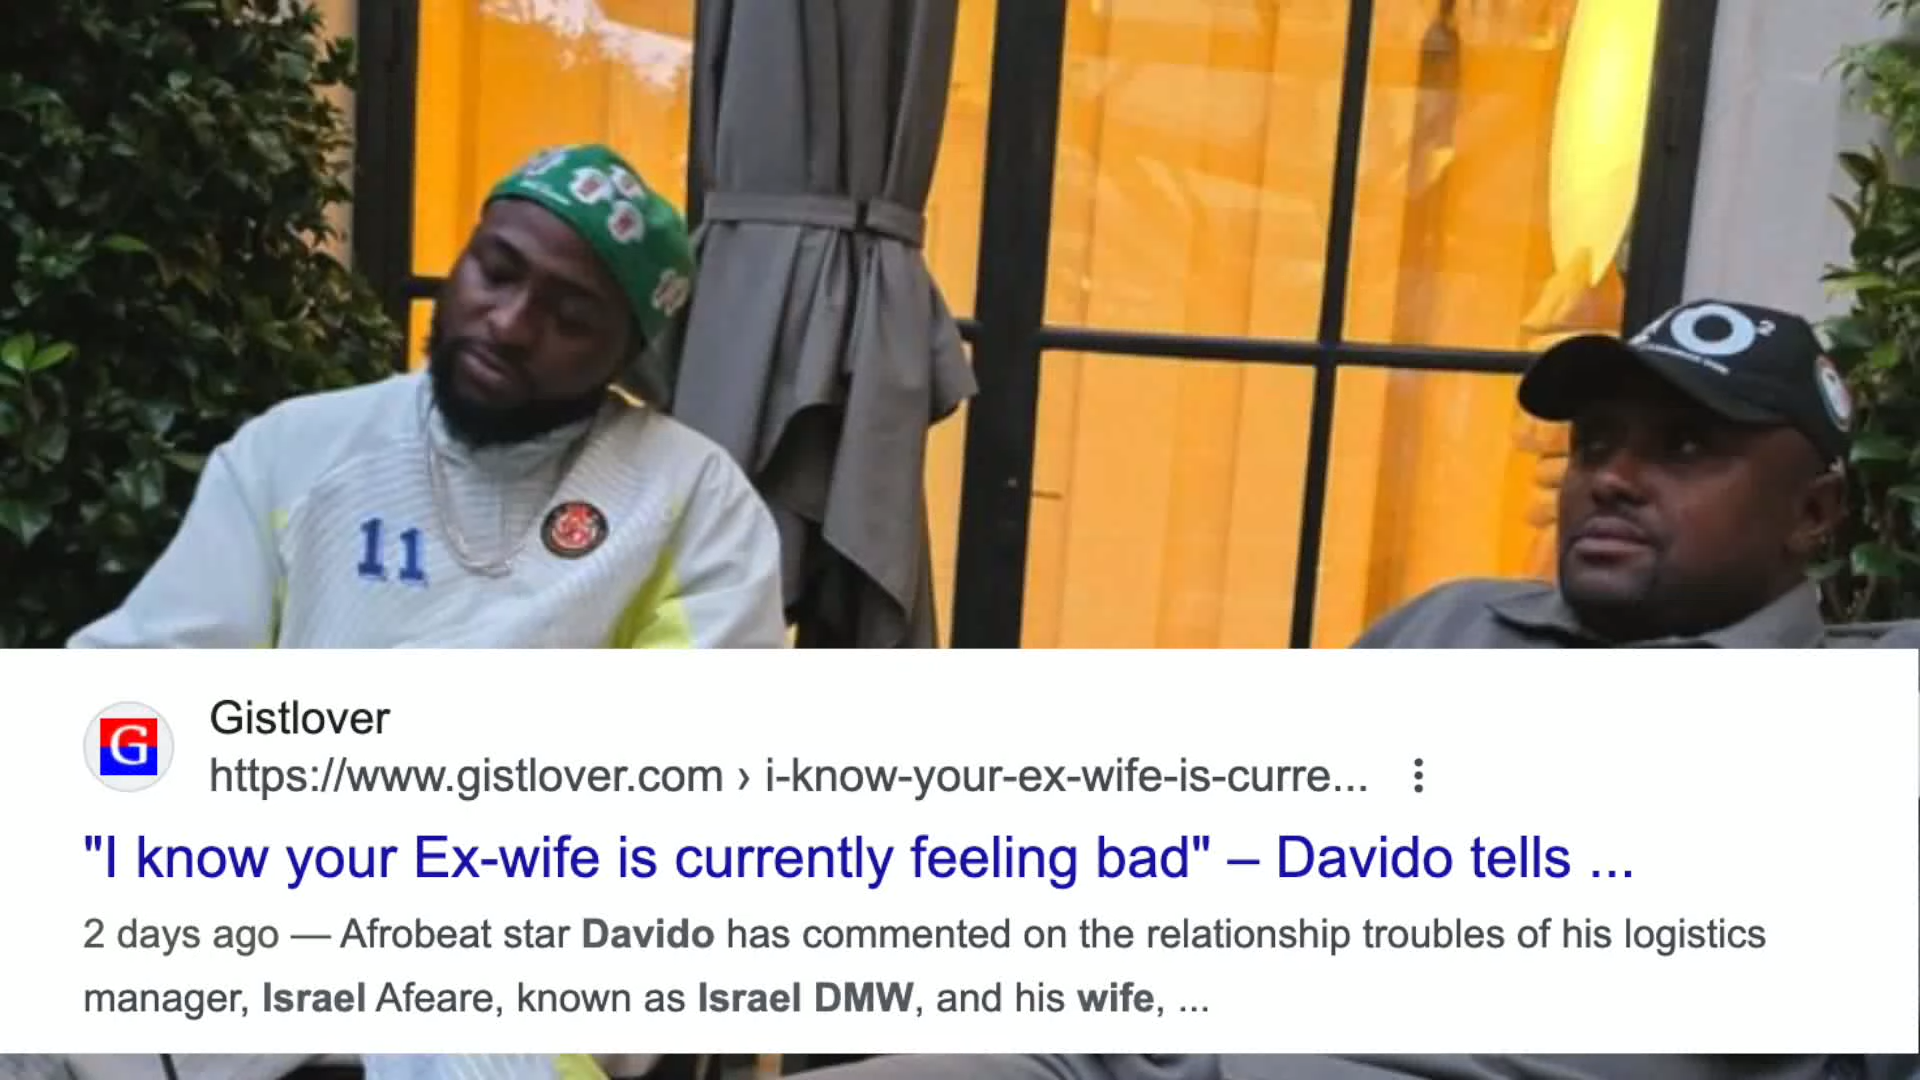 O²
11
G
Gistlover
https://www.gistlover.com › i-know-your-ex-wife-is-curre...
"I know your Ex-wife is currently feeling bad" – Davido tells ...
2 days ago — Afrobeat star Davido has commented on the relationship troubles of his logistics
manager, Israel Afeare, known as Israel DMW, and his wife, ...